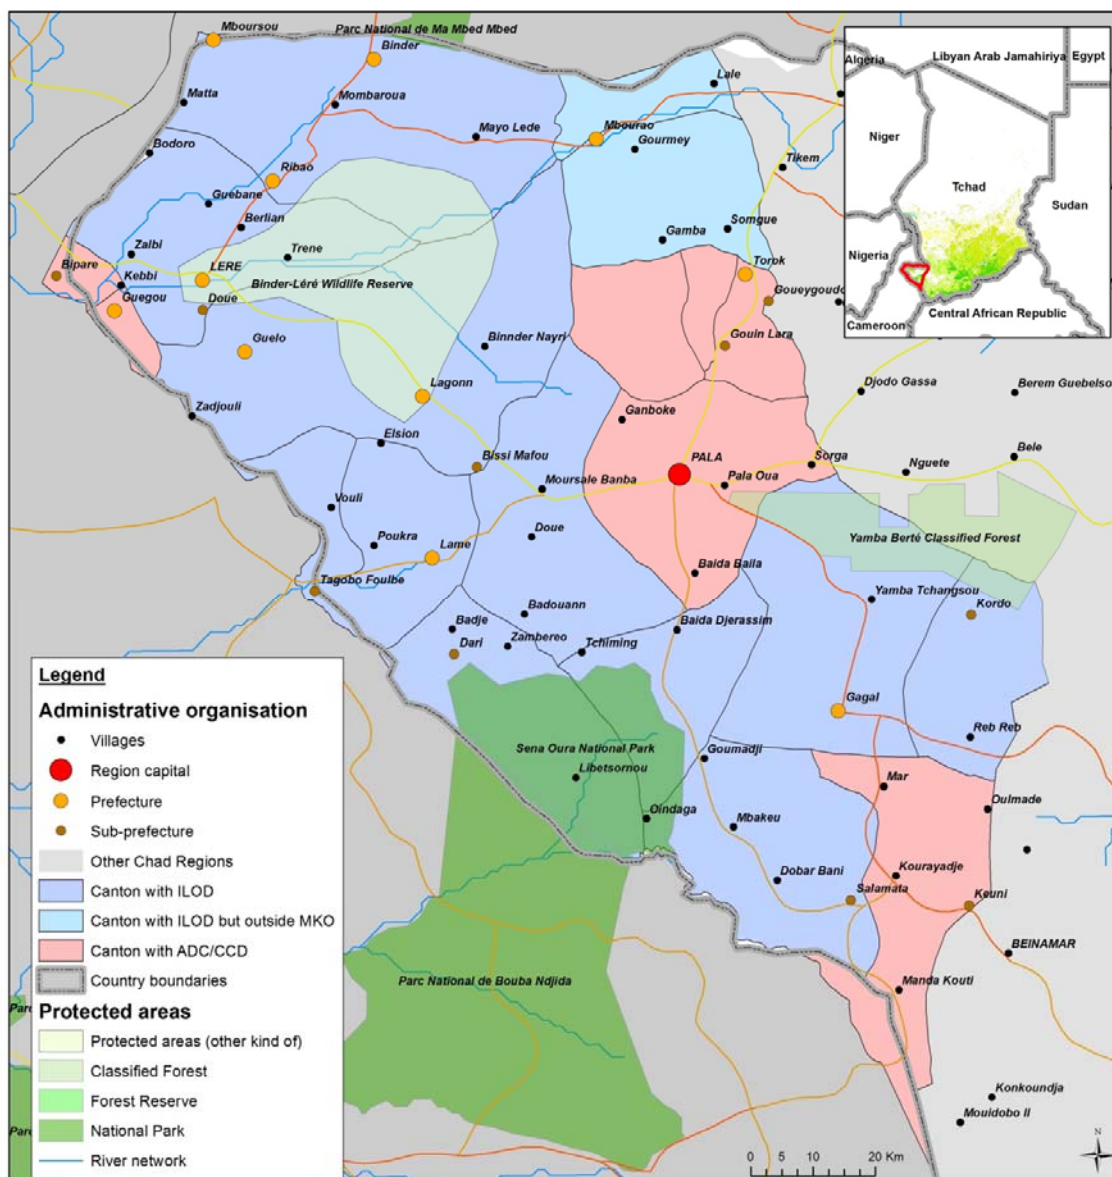 Mboursou
Parc National de Ma Mbed Mbed
Binder
Matta
Mombaroua
Mayo Lede
Lale
Mbourao
Gourmey
Tikem
Bodoro
Ribao
Guebane
Berlian
Somgue
Gamba
Zalbi
Trene
Bipare
Kebbi
LERE
Binder-Léré Wildlife Reserve
Torok
Goueygoudo
Guegou
Doue
Guelo
Binnder Nayri
Gouin Lara
Lagonn
Zadjouli
Ganboke
Djodo Gassa
Berem Guebelso
Elsion
Bissi Mafou
PALA
Sorga
Bele
Nguete
Moursale Banba
Pala Oua
Vouli
Doue
Yamba Berté Classified Forest
Poukra
Lame
Tagobo Foulbe
Baida Baila
Yamba Tchangsou
Kordo
Badje
Badouann
Baida Djerassim
Dari
Zambereo
Tchiming
Gagal
Reb Reb
Sena Oura National Park
Libetsornou
Goumadji
Mar
Oulmade
Oindaga
Mbakeu
Kourayadje
Dobar Bani
Salamata
Keuni
BEINAMAR
Parc National de Bouba Ndjida
Manda Kouti
Konkoundja
Mouidobo II
Algeria
Libyan Arab Jamahiriya
Egypt
Niger
Tchad
Sudan
Nigeria
Cameroon
Central African Republic
Legend
Administrative organisation
Villages
Region capital
Prefecture
Sub-prefecture
Other Chad Regions
Canton with ILOD
Canton with ILOD but outside MKO
Canton with ADC/CCD
Country boundaries
Protected areas
Protected areas (other kind of)
Classified Forest
Forest Reserve
National Park
River network
Parc
Parc
Parc
0 5 10 20 Km
N